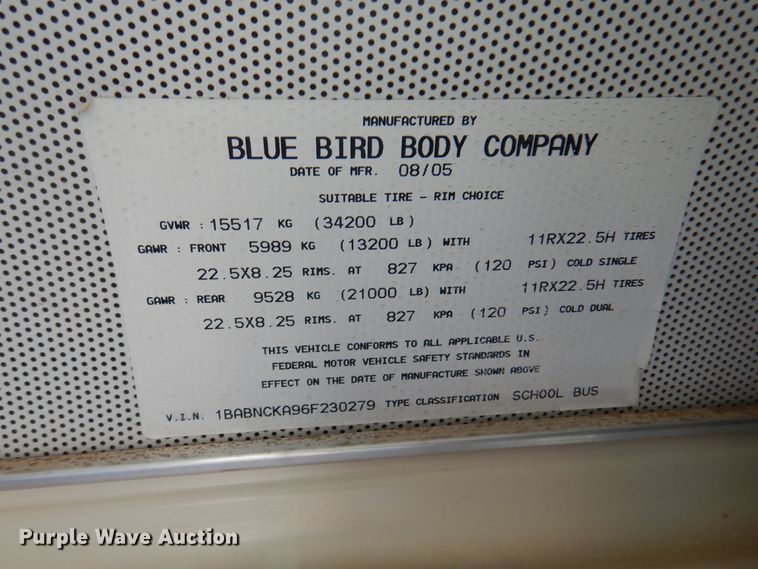 MANUFACTURED BY
BLUE BIRD BODY COMPANY
DATE OF MFR. 08/05
SUITABLE TIRE - RIM CHOICE
GVWR : 15517 KG (34200 LB)
GAWR : FRONT 5989 KG (13200 LB) WITH 11RX22.5H TIRES
22.5X8.25 RIMS. AT 827 KPA (120 PSI) COLD SINGLE
GAWR : REAR 9528 KG (21000 LB) WITH 11RX22.5H TIRES
22.5X8.25 RIMS. AT 827 KPA (120 PSI) COLD DUAL
THIS VEHICLE CONFORMS TO ALL APPLICABLE U.S.
FEDERAL MOTOR VEHICLE SAFETY STANDARDS IN
EFFECT ON THE DATE OF MANUFACTURE SHOWN ABOVE
V.I.N. 1BABNCKA96F230279 TYPE CLASSIFICATION SCHOOL BUS
Purple Wave Auction